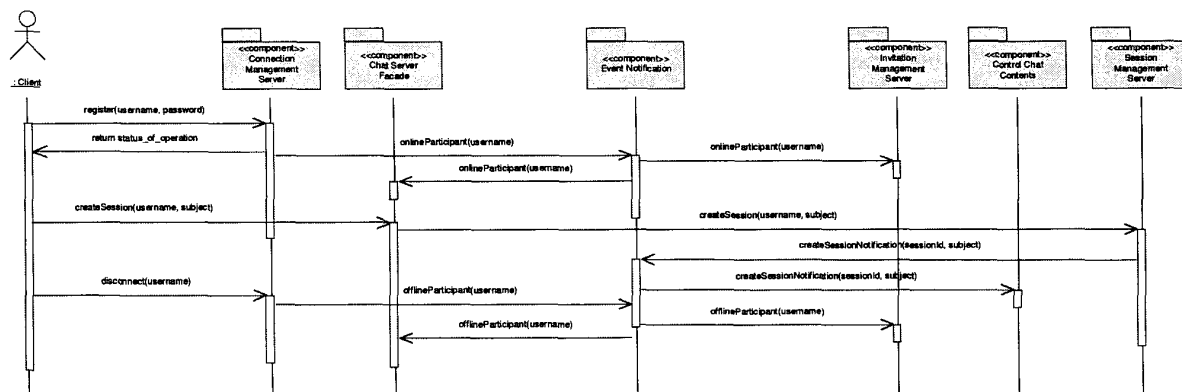 : Client
<<component>>
Connection
Management
Server
<<component>>
Chat Server
Facade
<<component>>
Event Notification
<<component>>
Invitation
Management
Server
<<component>>
Control Chat
Contents
<<component>>
Session
Management
Server
register(username, password)
return status_of_operation
onlineParticipant(username)
onlineParticipant(username)
onlineParticipant(username)
createSession(username, subject)
createSession(username, subject)
createSessionNotification(sessionId, subject)
createSessionNotification(sessionId, subject)
disconnect(username)
offlineParticipant(username)
offlineParticipant(username)
offlineParticipant(username)